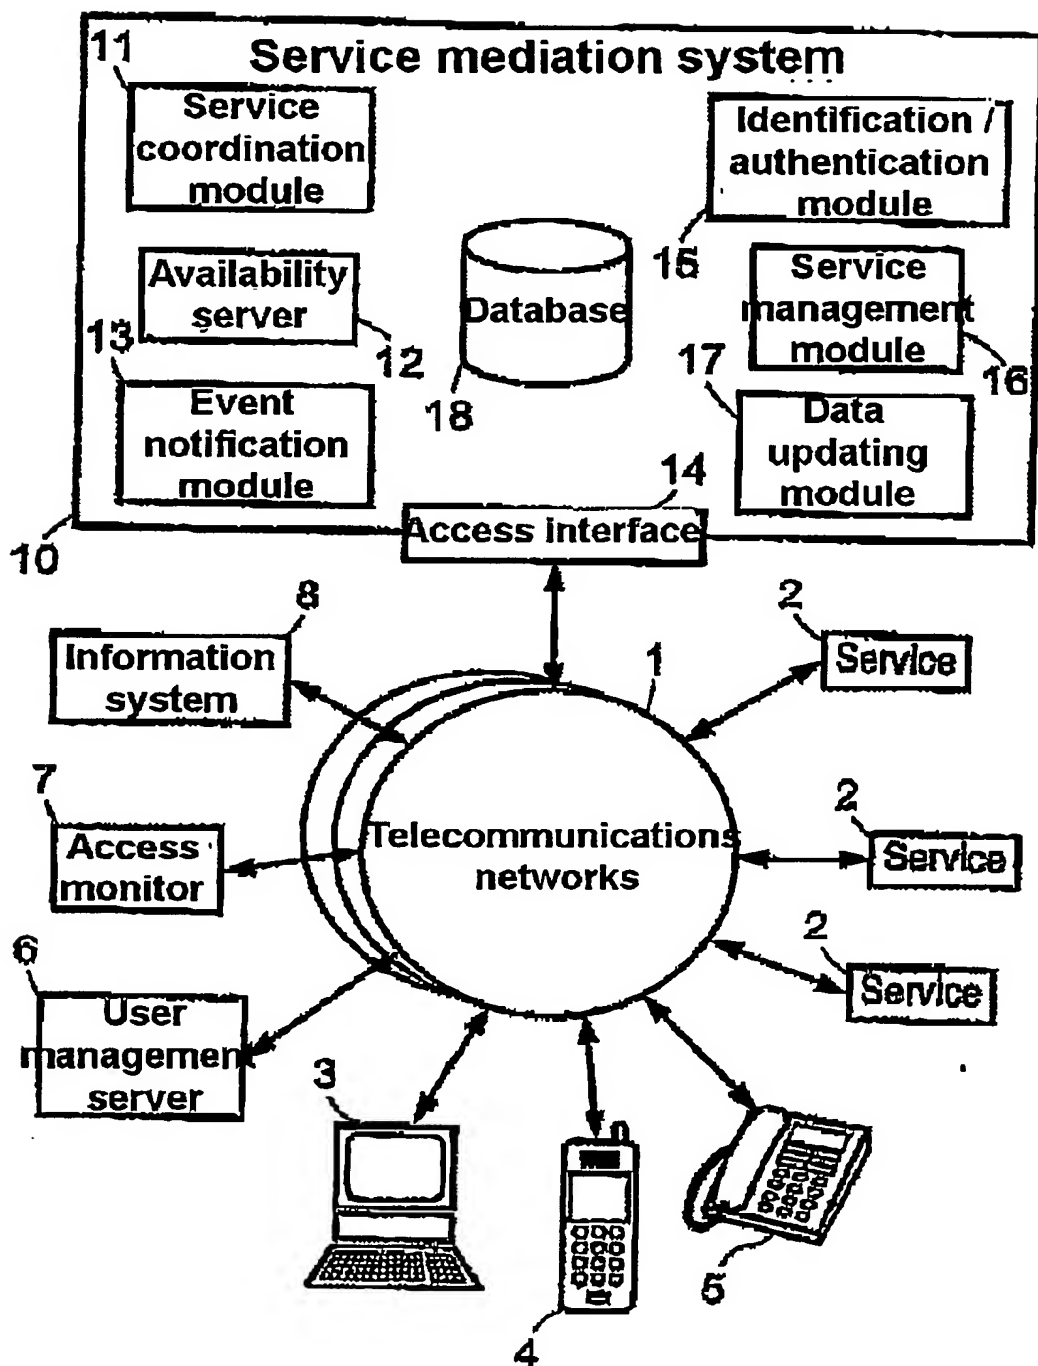 11
Service mediation system
Service
coordination
module
Identification /
authentication
module
15
Availability
server
12
Database
18
Service
management
module
16
13
Event
notification
module
17
Data
updating
module
14
Access interface
10
8
Information
system
2
Service
1
7
Access
monitor
Telecommunications
networks
2
Service
6
User
management
server
2
Service
3
4
5